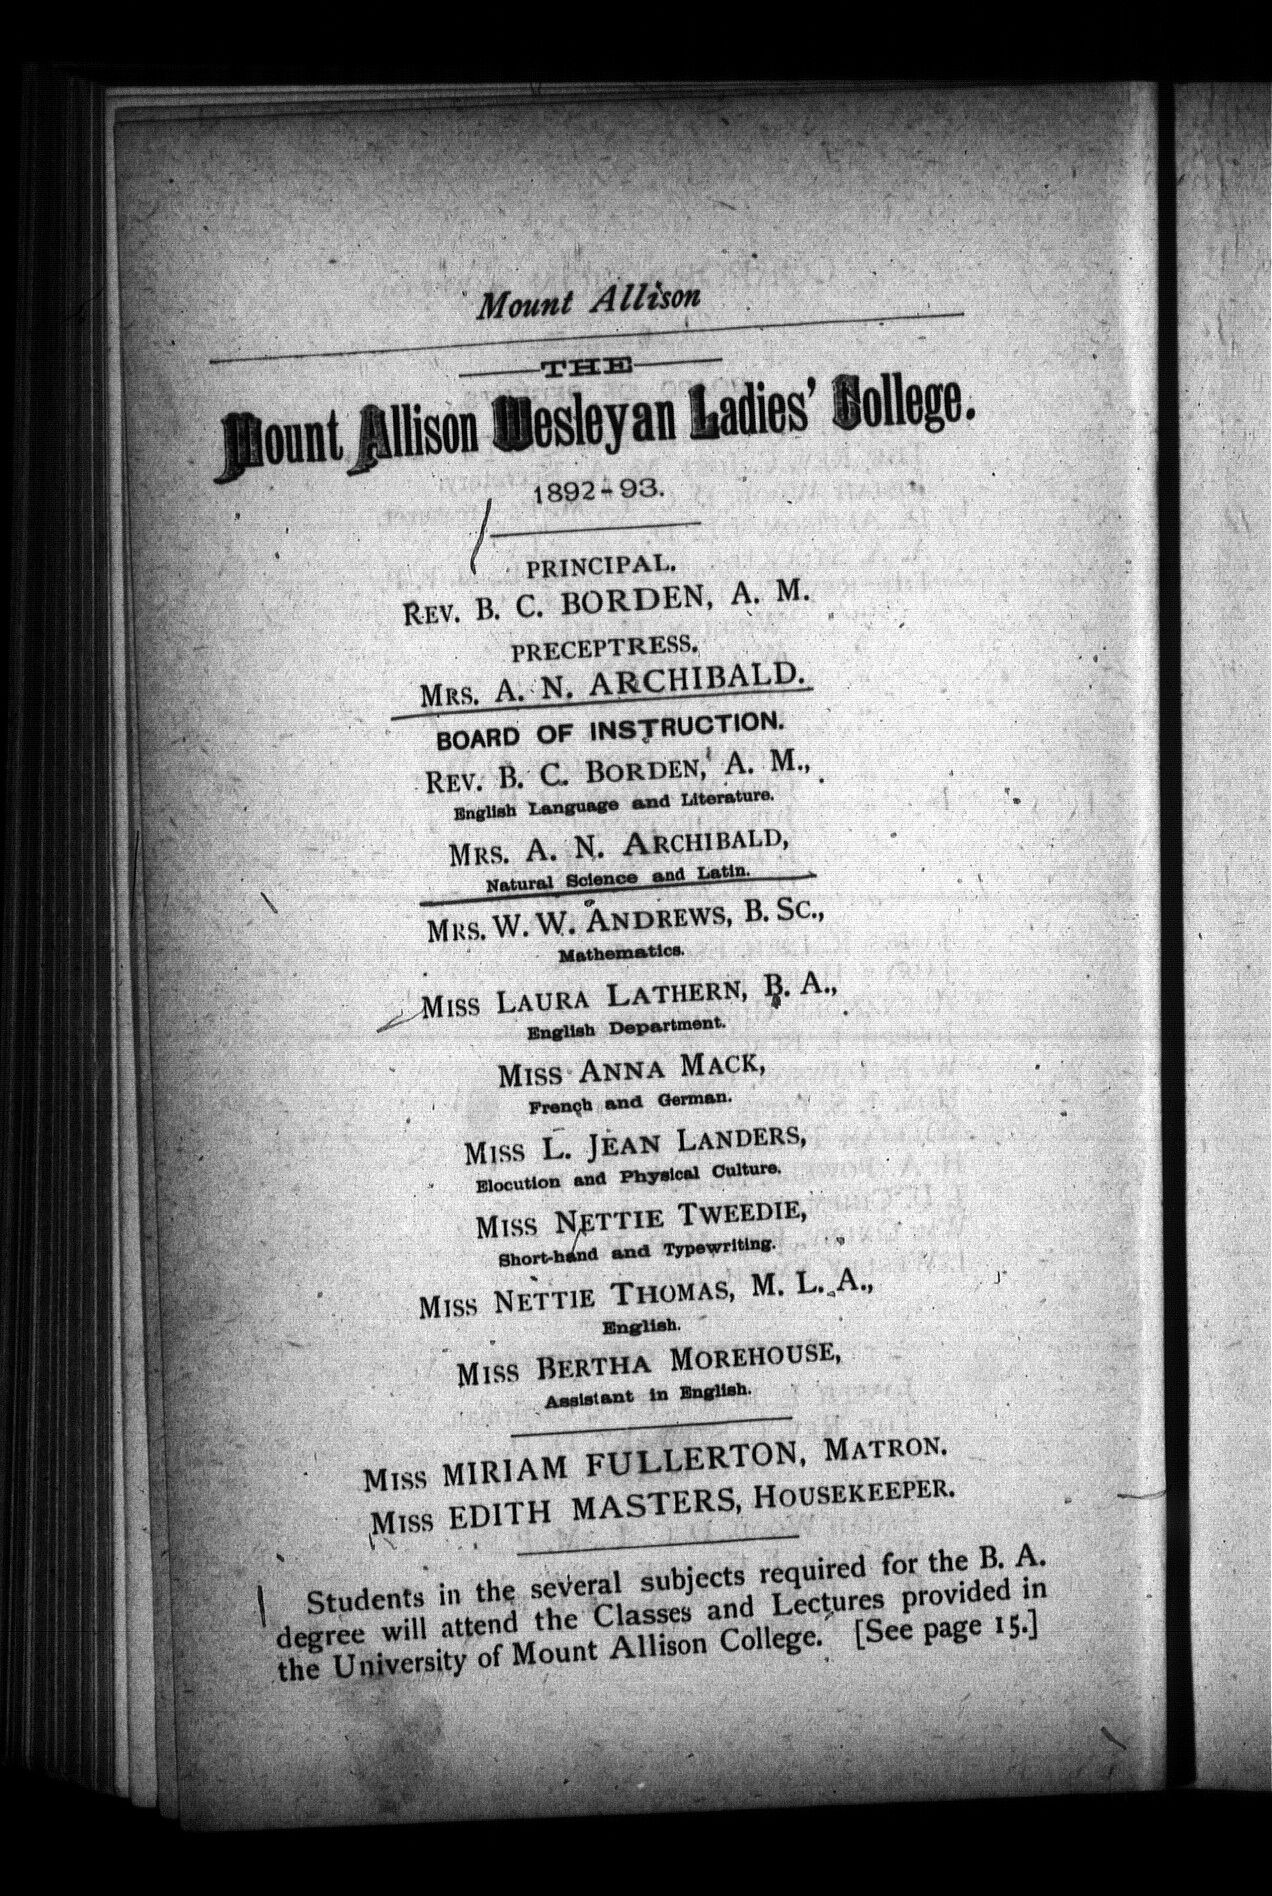 Mount Allison
THE
Mount Allison Wesleyan Ladies' College.
1892-93.
PRINCIPAL.
REV. B. C. BORDEN, A. M.
PRECEPTRESS.
MRS. A. N. ARCHIBALD.
BOARD OF INSTRUCTION.
REV. B. C. BORDEN, A. M.,
English Language and Literature.
MRS. A. N. ARCHIBALD,
Natural Science and Latin.
MRS. W. W. ANDREWS, B. SC.,
Mathematics.
MISS LAURA LATHERN, B. A.,
English Department.
MISS ANNA MACK,
French and German.
MISS L. JEAN LANDERS,
Elocution and Physical Culture.
MISS NETTIE TWEEDIE,
Short-hand and Typewriting.
MISS NETTIE THOMAS, M. L. A.,
English.
MISS BERTHA MOREHOUSE,
Assistant in English.
MISS MIRIAM FULLERTON, MATRON.
MISS EDITH MASTERS, HOUSEKEEPER.
Students in the several subjects required for the B. A.
degree will attend the Classes and Lectures provided in
the University of Mount Allison College. [See page 15.]